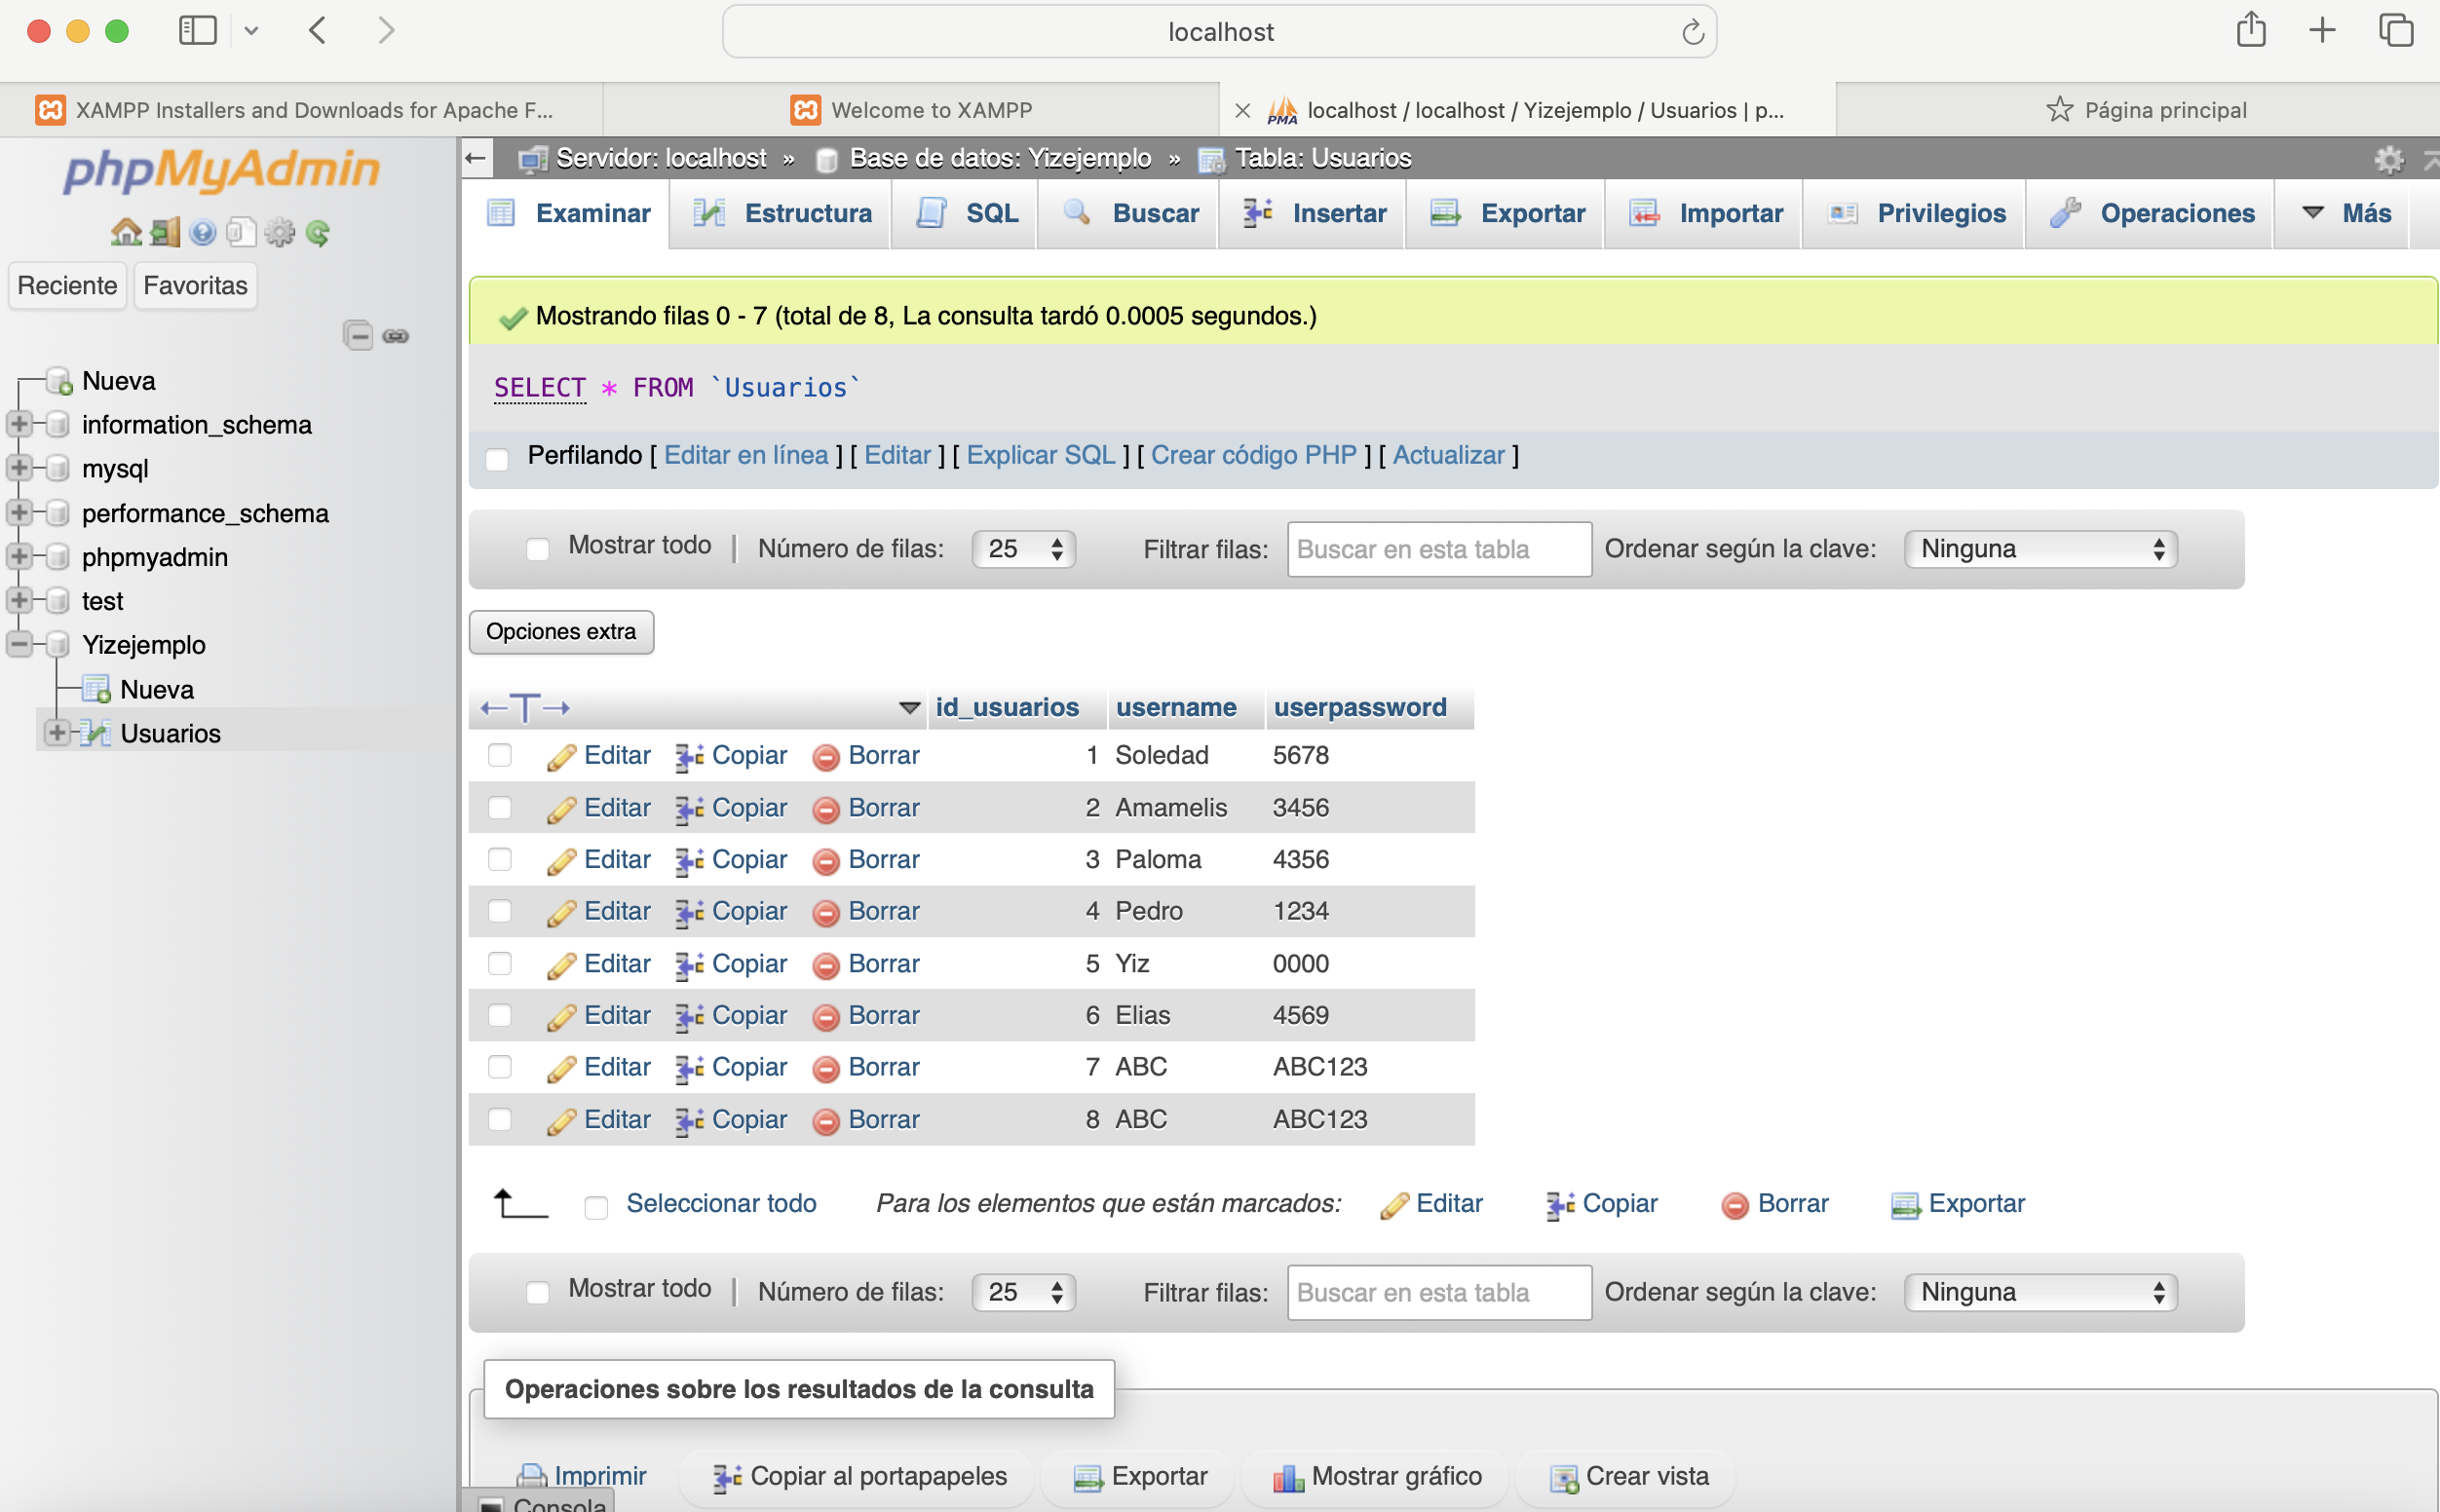 localhost
XAMPP Installers and Downloads for Apache F...
Welcome to XAMPP
PMA localhost / localhost / Yizejemplo / Usuarios | p...
Página principal
phpMyAdmin
Servidor: localhost » Base de datos: Yizejemplo » Tabla: Usuarios
Examinar Estructura SQL Buscar Insertar Exportar Importar Privilegios Operaciones Más
Reciente Favoritas
Nueva
information_schema
mysql
performance_schema
phpmyadmin
test
Yizejemplo
Nueva
Usuarios
Mostrando filas 0 - 7 (total de 8, La consulta tardó 0.0005 segundos.)
SELECT * FROM `Usuarios`
Perfilando [ Editar en línea ] [ Editar ] [ Explicar SQL ] [ Crear código PHP ] [ Actualizar ]
Mostrar todo | Número de filas: 25 Filtrar filas: Buscar en esta tabla Ordenar según la clave: Ninguna
Opciones extra
←T→ id_usuarios username userpassword
Editar Copiar Borrar 1 Soledad 5678
Editar Copiar Borrar 2 Amamelis 3456
Editar Copiar Borrar 3 Paloma 4356
Editar Copiar Borrar 4 Pedro 1234
Editar Copiar Borrar 5 Yiz 0000
Editar Copiar Borrar 6 Elias 4569
Editar Copiar Borrar 7 ABC ABC123
Editar Copiar Borrar 8 ABC ABC123
Seleccionar todo Para los elementos que están marcados: Editar Copiar Borrar Exportar
Mostrar todo | Número de filas: 25 Filtrar filas: Buscar en esta tabla Ordenar según la clave: Ninguna
Operaciones sobre los resultados de la consulta
Imprimir Copiar al portapapeles Exportar Mostrar gráfico Crear vista
Consola